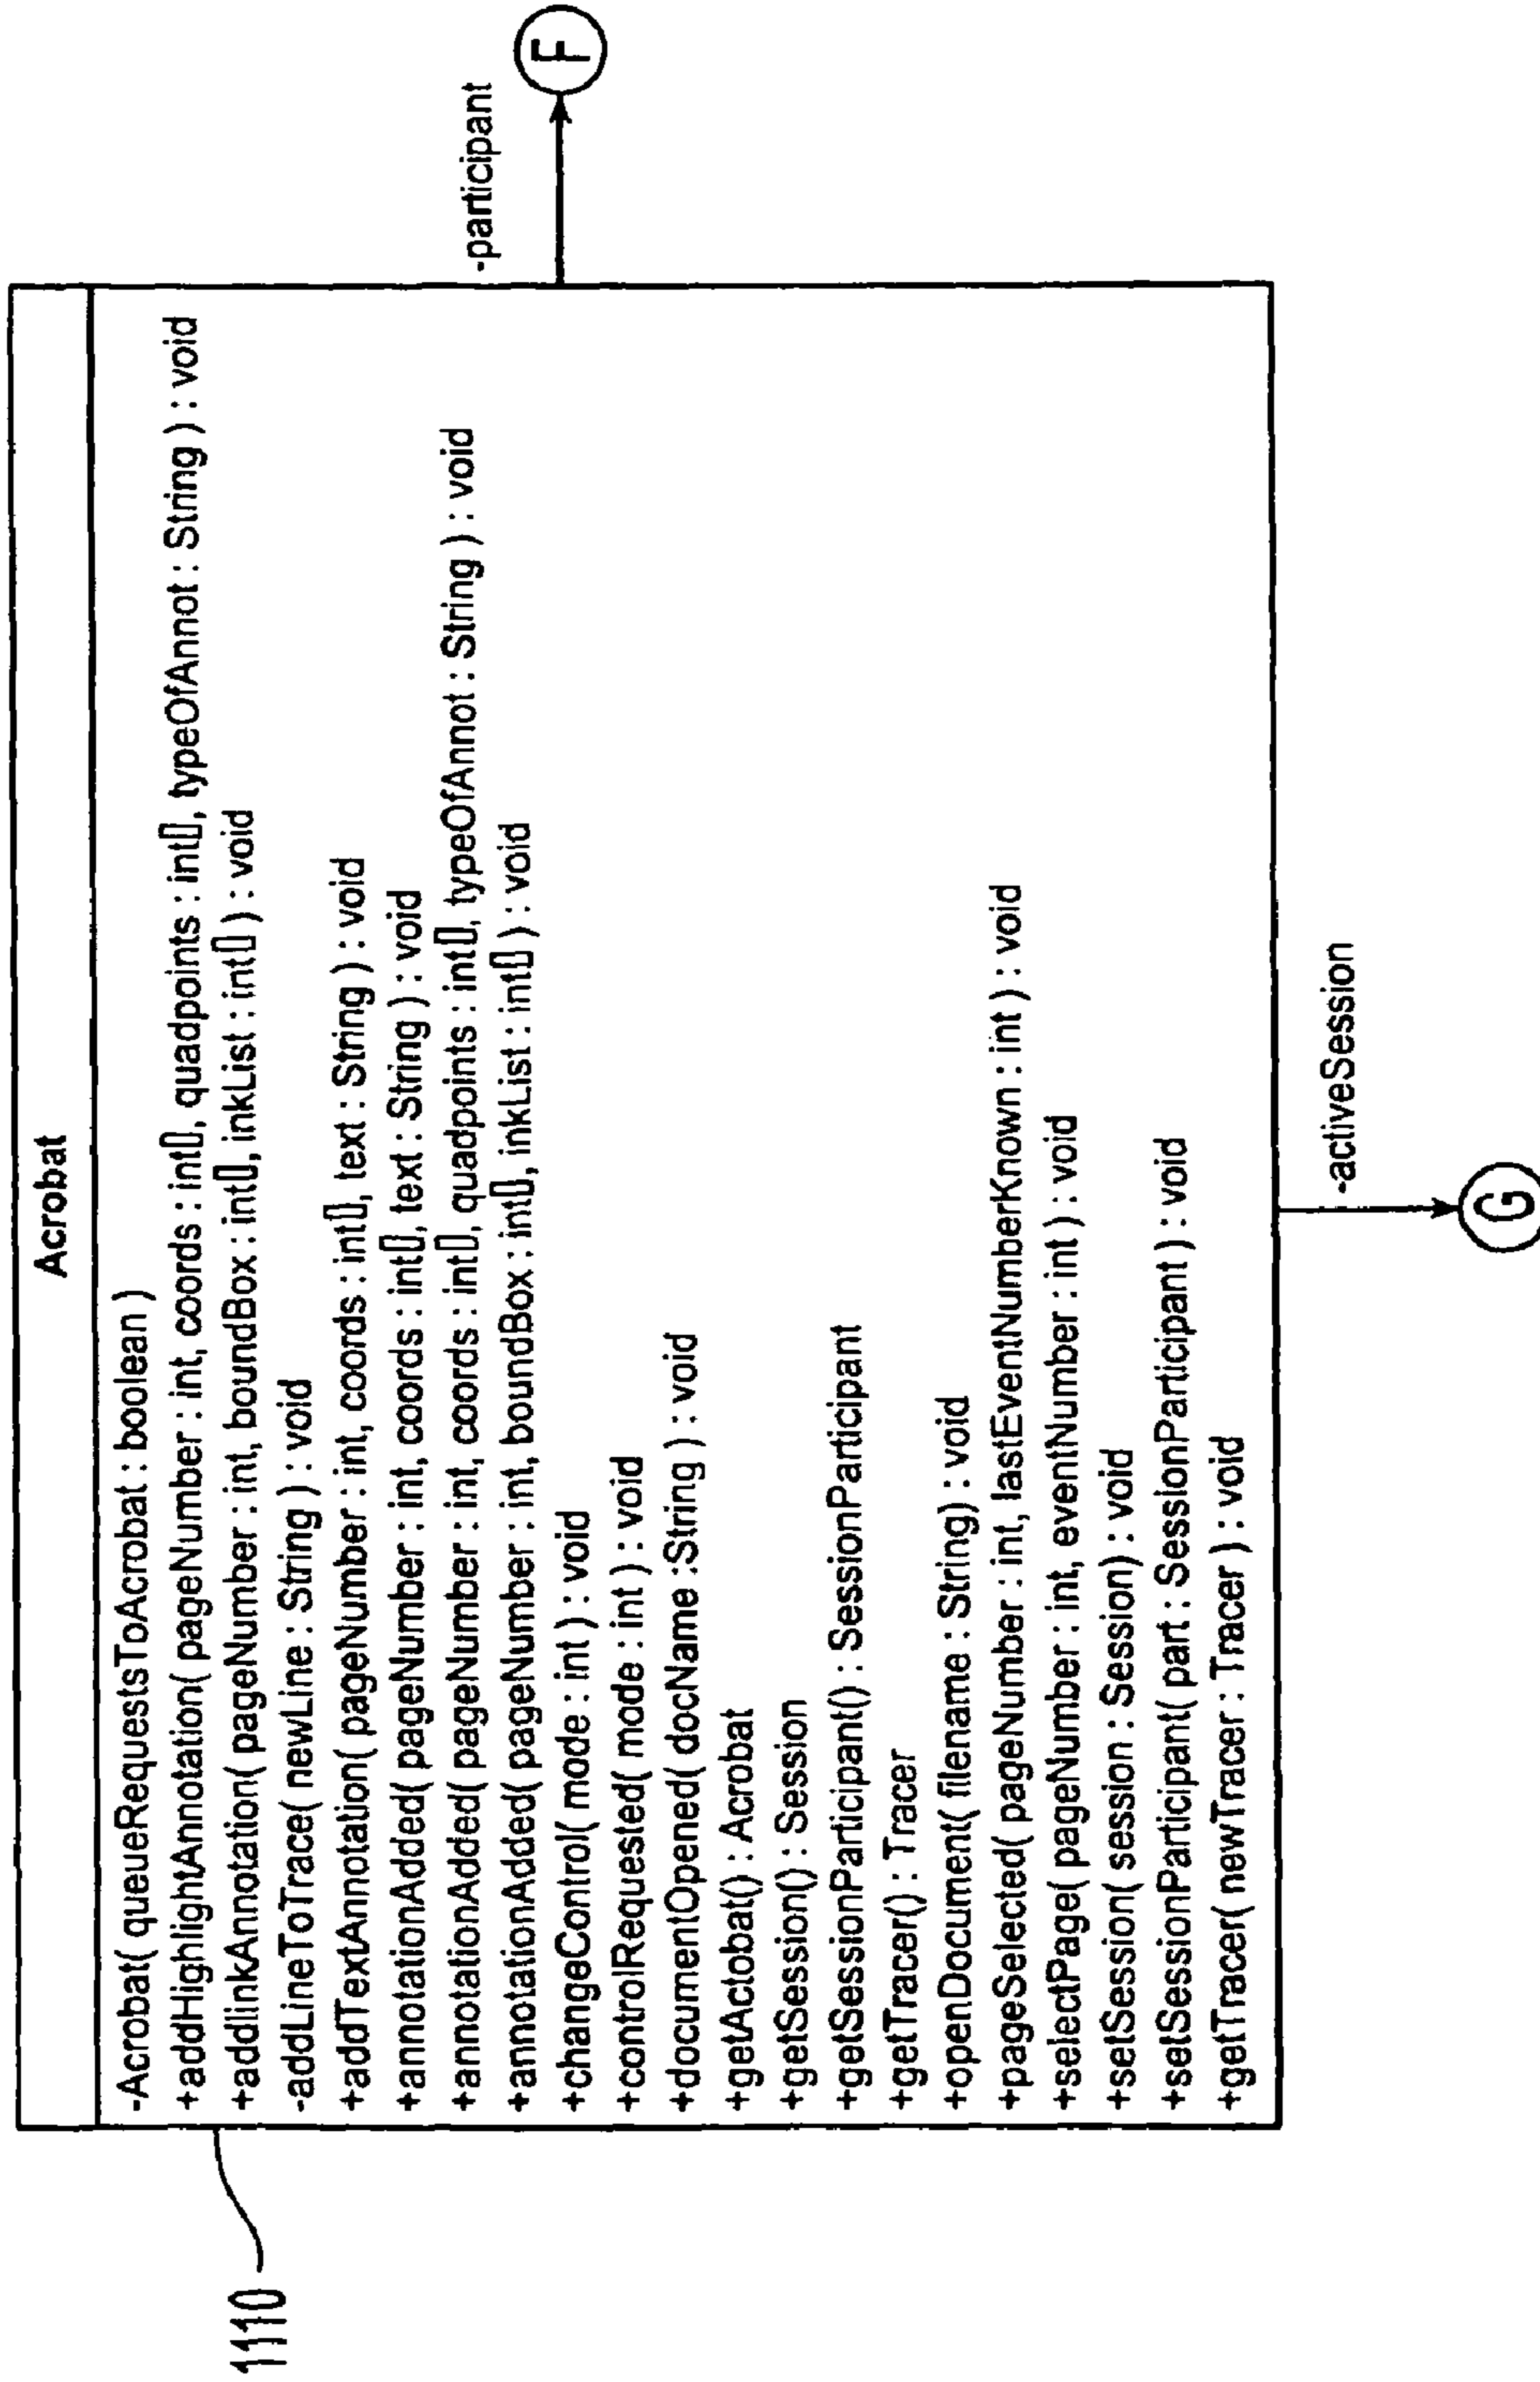 Acrobat
-Acrobat( queueRequestsToAcrobat : boolean )
+addHighlightAnnotation( pageNumber : int, coords : int[], quadpoints : int[], typeOfAnnot : String ) : void
+addlinkAnnotation( pageNumber : int, boundBox : int[], inkList : int[] ) : void
-addLineToTrace( newLine : String ) : void
+addTextAnnotation( pageNumber : int, coords : int[], text : String ) : void
+annotationAdded( pageNumber : int, coords : int[], text : String ) : void
+annotationAdded( pageNumber : int, coords : int[], quadpoints : int[], typeOfAnnot : String ) : void
+annotationAdded( pageNumber : int, boundBox : int[], inkList : int[] ) : void
+changeControl( mode : int ) : void
+controlRequested( mode : int ) : void
+documentOpened( docName :String ) : void
+getActobat() : Acrobat
+getSession() : Session
+getSessionParticipant() : SessionParticipant
+getTracer() : Tracer
+openDocument( filename : String) : void
+pageSelected( pageNumber : int, lastEventNumberKnown : int ) : void
+selectPage( pageNumber : int, eventNumber : int ) : void
+setSession( session : Session) : void
+setSessionParticipant( part : SessionParticipant ) : void
+getTracer( newTracer : Tracer ) : void
1110
-participant
F
-activeSession
G